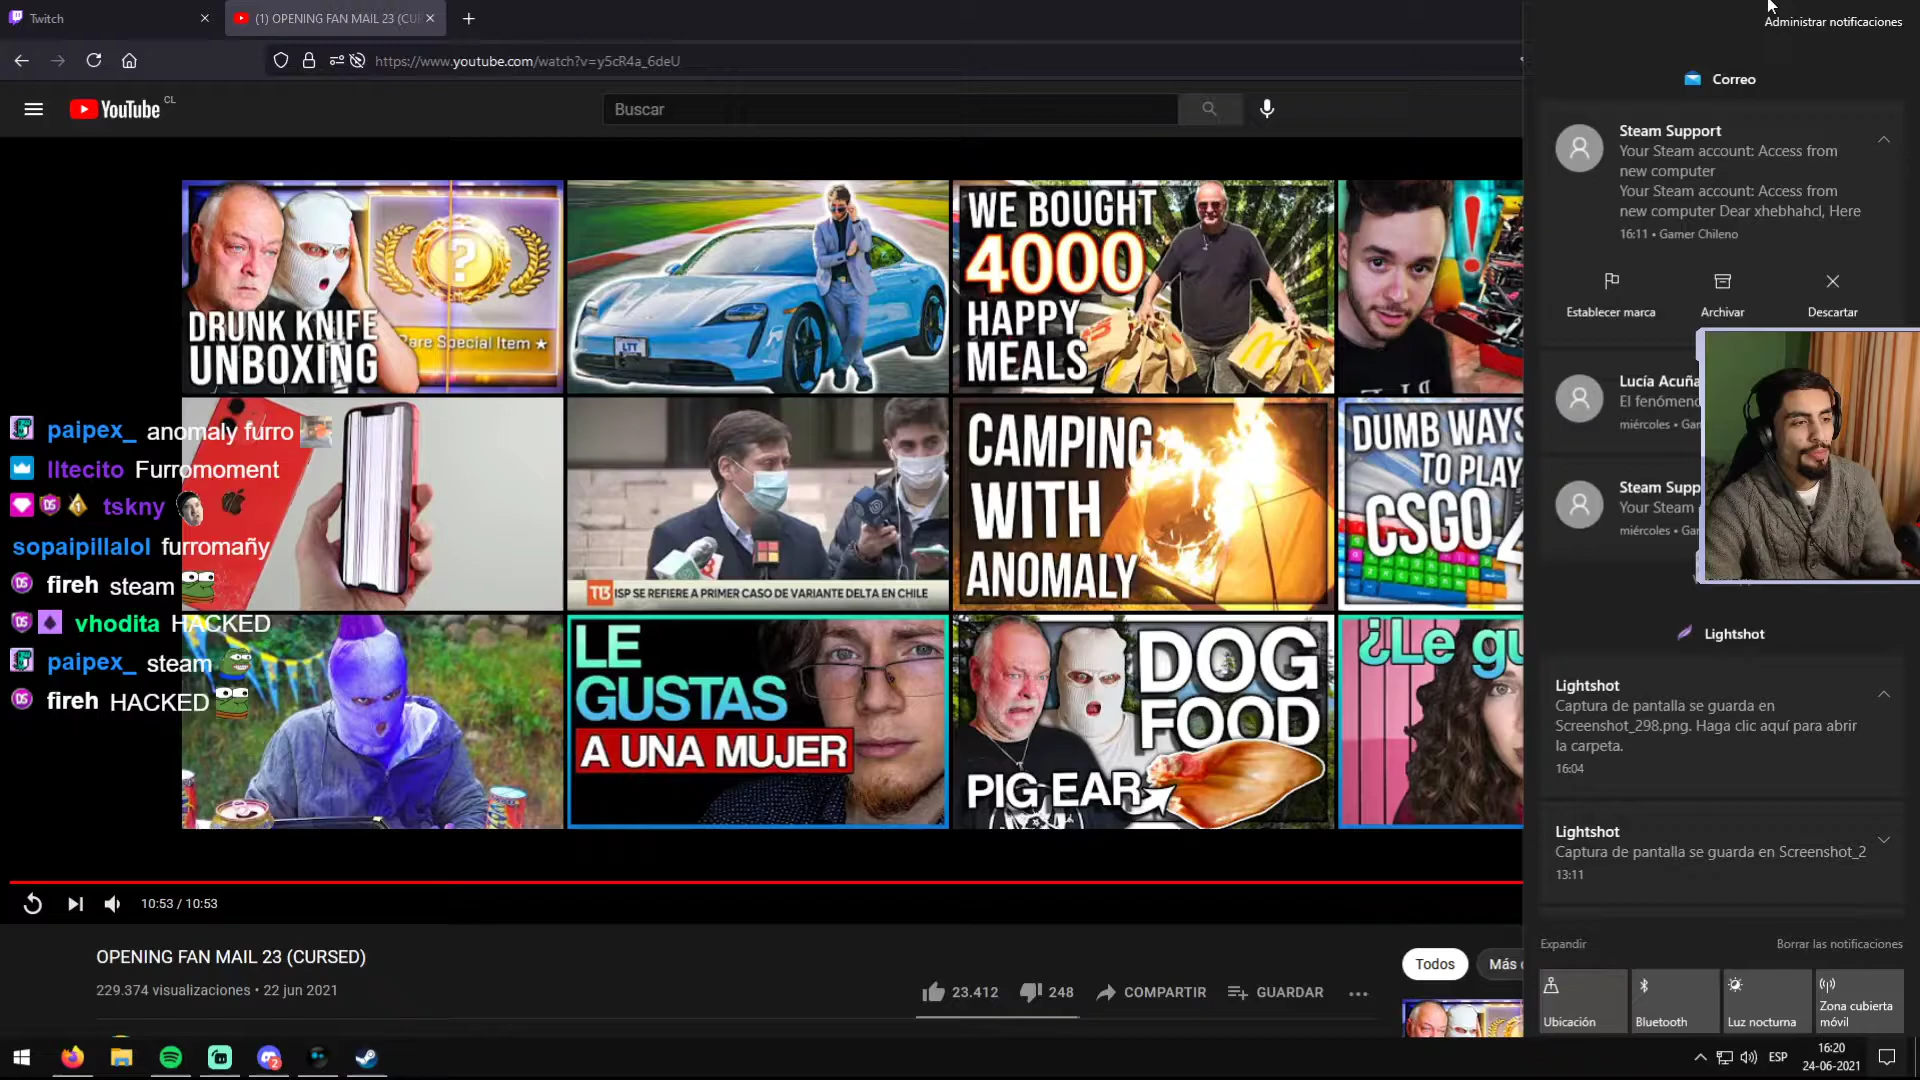 Twitch
(1) OPENING FAN MAIL 23 (CU
https://www.youtube.com/watch?v=y5cR4a_6deU
YouTube CL
Buscar
DRUNK KNIFE
UNBOXING
Rare Special Item ★
?
LTT
WE BOUGHT
4000
HAPPY
MEALS
T13 ISP SE REFIERE A PRIMER CASO DE VARIANTE DELTA EN CHILE
CAMPING
WITH
ANOMALY
DUMB WAYS
TO PLAY
CSGO 4
LE
GUSTAS
A UNA MUJER
DOG
FOOD
PIG EAR
¿Le gu
paipex_ anomaly furro
lltecito Furromoment
tskny
sopaipillalol furromañy
fireh steam
vhodita HACKED
paipex_ steam
fireh HACKED
10:53 / 10:53
OPENING FAN MAIL 23 (CURSED)
229.374 visualizaciones • 22 jun 2021
23.412
248
COMPARTIR
GUARDAR
Todos
Más
Administrar notificaciones
Correo
Steam Support
Your Steam account: Access from
new computer
Your Steam account: Access from
new computer Dear xhebhahcl, Here
16:11 • Gamer Chileno
Establecer marca
Archivar
Descartar
Lucía Acuña
El fenómeno
miércoles • Gam
Steam Supp
Your Steam
miércoles • Gam
Lightshot
Lightshot
Captura de pantalla se guarda en
Screenshot_298.png. Haga clic aquí para abrir
la carpeta.
16:04
Lightshot
Captura de pantalla se guarda en Screenshot_2
13:11
Expandir
Borrar las notificaciones
Ubicación
Bluetooth
Luz nocturna
Zona cubierta
móvil
2
ESP
16:20
24-06-2021